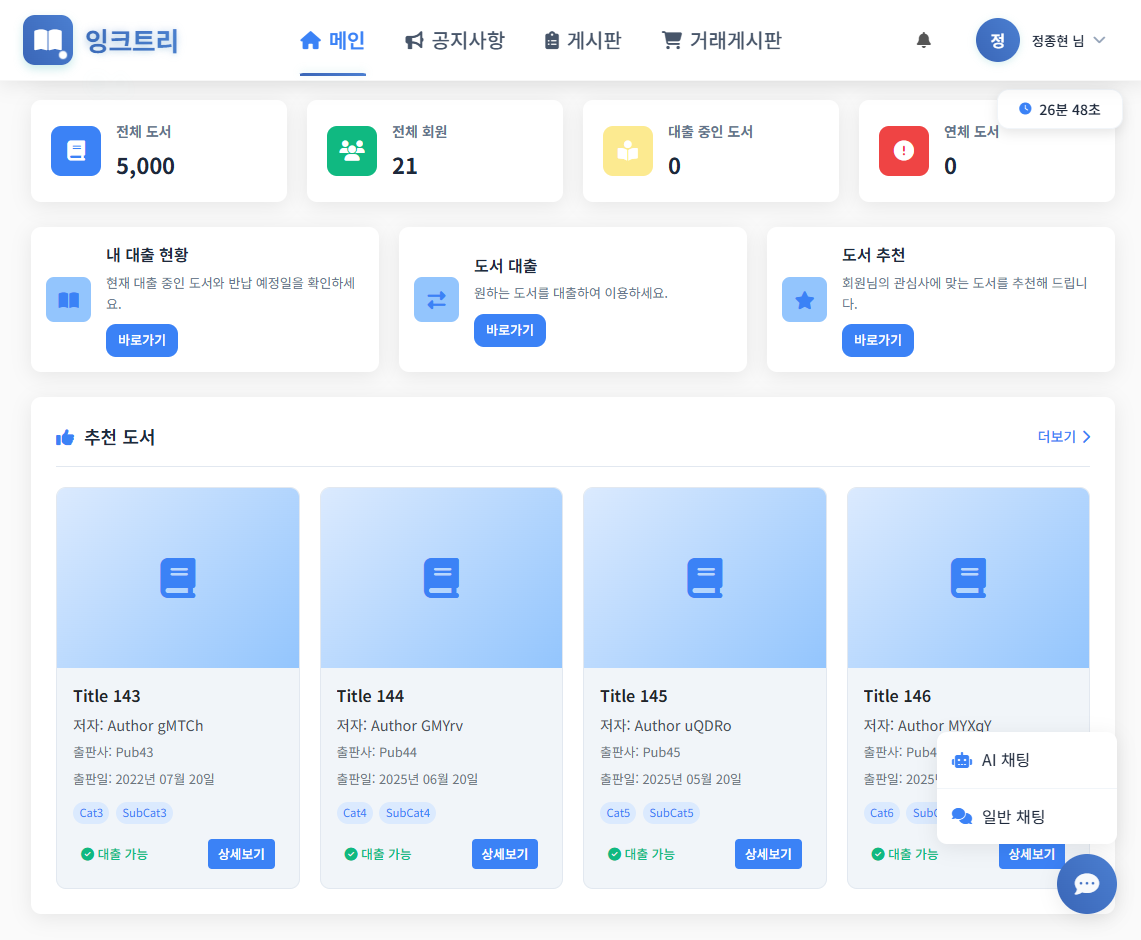 잉크트리
메인
공지사항
게시판
거래게시판
정
정종현 님
26분 48초
전체 도서
5,000
전체 회원
21
대출 중인 도서
0
연체 도서
0
내 대출 현황
현재 대출 중인 도서와 반납 예정일을 확인하세
요.
바로가기
도서 대출
원하는 도서를 대출하여 이용하세요.
바로가기
도서 추천
회원님의 관심사에 맞는 도서를 추천해 드립니
다.
바로가기
추천 도서
더보기
Title 143
저자: Author gMTCh
출판사: Pub43
출판일: 2022년 07월 20일
Cat3 SubCat3
대출 가능 상세보기
Title 144
저자: Author GMYrv
출판사: Pub44
출판일: 2025년 06월 20일
Cat4 SubCat4
대출 가능 상세보기
Title 145
저자: Author uQDRo
출판사: Pub45
출판일: 2025년 05월 20일
Cat5 SubCat5
대출 가능 상세보기
Title 146
저자: Author MYXqY
출판사: Pub4
출판일: 2025
Cat6 SubC
대출 가능 상세보기
AI 채팅
일반 채팅